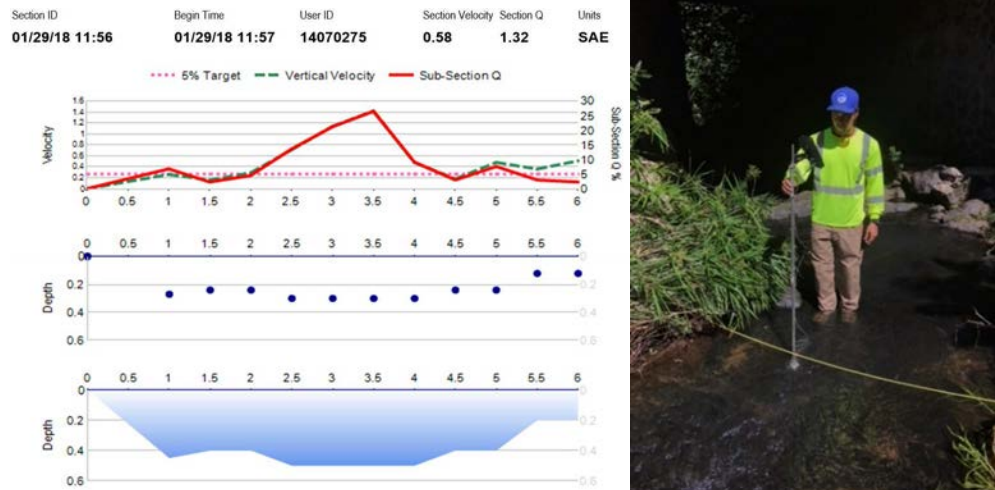 Section ID Begin Time User ID Section Velocity Section Q Units
01/29/18 11:56 01/29/18 11:57 14070275 0.58 1.32 SAE
5% Target Vertical Velocity Sub-Section Q
Velocity
1.6
1.4
1.2
1
0.8
0.6
0.4
0.2
0
30
25
20
15
10
5
0
Sub-Section Q %
0 0.5 1 1.5 2 2.5 3 3.5 4 4.5 5 5.5 6
0 0.5 1 1.5 2 2.5 3 3.5 4 4.5 5 5.5 6
Depth
0 0
0.2 0.2
0.4 0.4
0.6 0.6
0 0.5 1 1.5 2 2.5 3 3.5 4 4.5 5 5.5 6
Depth
0 0
0.2 0.2
0.4 0.4
0.6 0.6